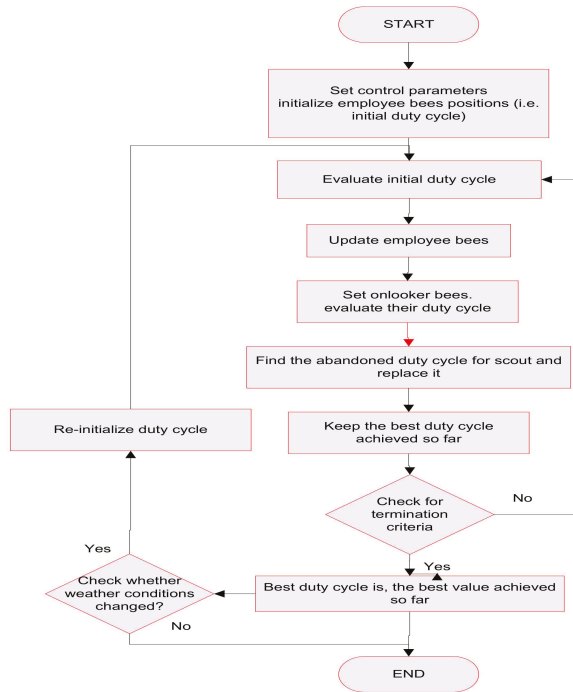 START
Set control parameters
initialize employee bees positions (i.e.
initial duty cycle)
Evaluate initial duty cycle
Update employee bees
Set onlooker bees.
evaluate their duty cycle
Find the abandoned duty cycle for scout and
replace it
Re-initialize duty cycle
Keep the best duty cycle
achieved so far
Check for
termination
criteria
No
Yes
Yes
Check whether
weather conditions
changed?
Best duty cycle is, the best value achieved
so far
No
END